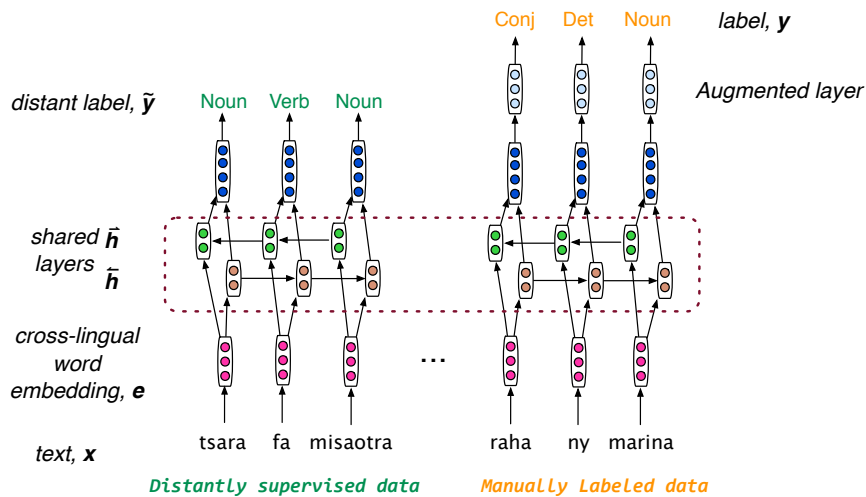 Conj Det Noun label, y
distant label, ỹ Noun Verb Noun Augmented layer
shared h⃗
layers h⃖
cross-lingual
word
embedding, e
...
text, x tsara fa misaotra raha ny marina
Distantly supervised data Manually Labeled data